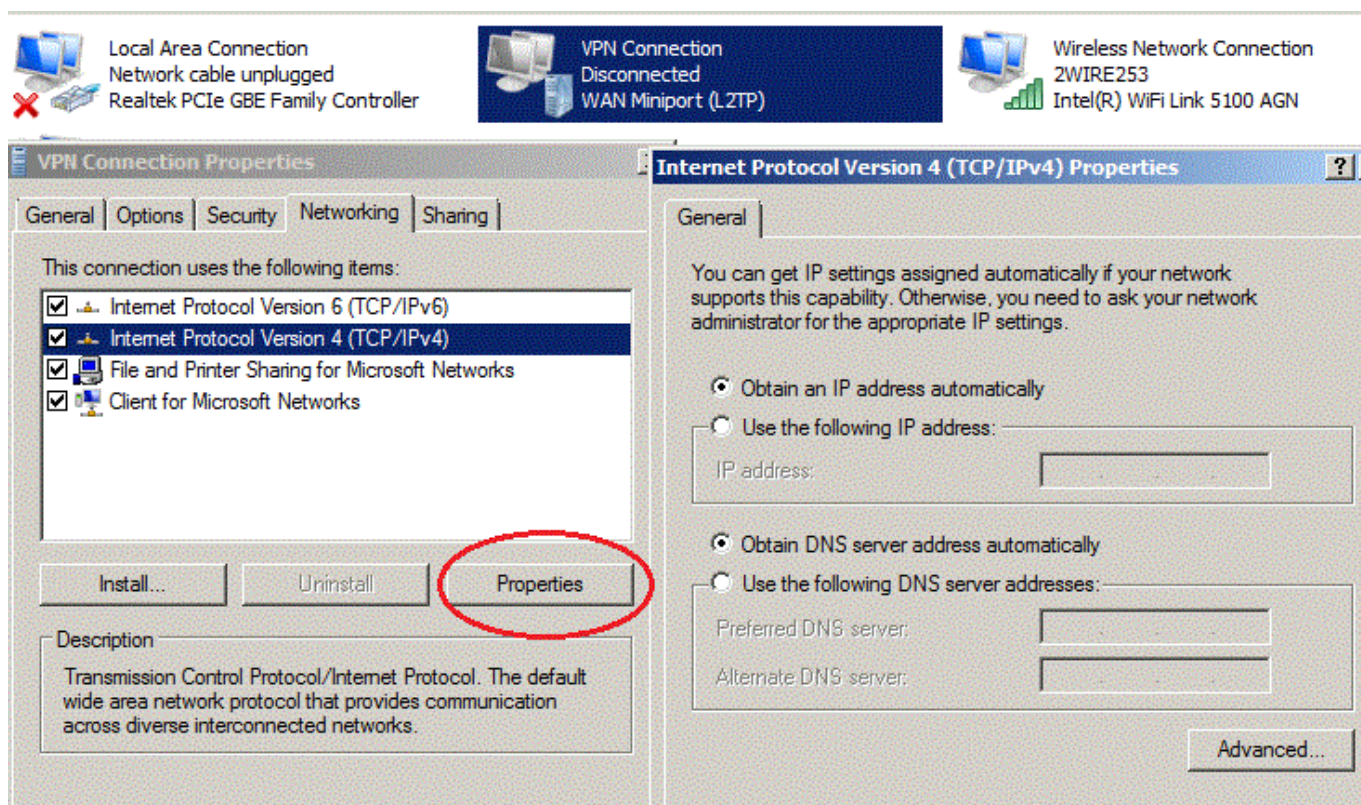 Local Area Connection
Network cable unplugged
Realtek PCIe GBE Family Controller
VPN Connection
Disconnected
WAN Miniport (L2TP)
Wireless Network Connection
2WIRE253
Intel(R) WiFi Link 5100 AGN
VPN Connection Properties
General Options Security Networking Sharing
This connection uses the following items:
Internet Protocol Version 6 (TCP/IPv6)
Internet Protocol Version 4 (TCP/IPv4)
File and Printer Sharing for Microsoft Networks
Client for Microsoft Networks
Install... Uninstall Properties
Description
Transmission Control Protocol/Internet Protocol. The default
wide area network protocol that provides communication
across diverse interconnected networks.
Internet Protocol Version 4 (TCP/IPv4) Properties ?
General
You can get IP settings assigned automatically if your network
supports this capability. Otherwise, you need to ask your network
administrator for the appropriate IP settings.
Obtain an IP address automatically
Use the following IP address:
IP address:
Obtain DNS server address automatically
Use the following DNS server addresses:
Preferred DNS server:
Alternate DNS server:
Advanced...